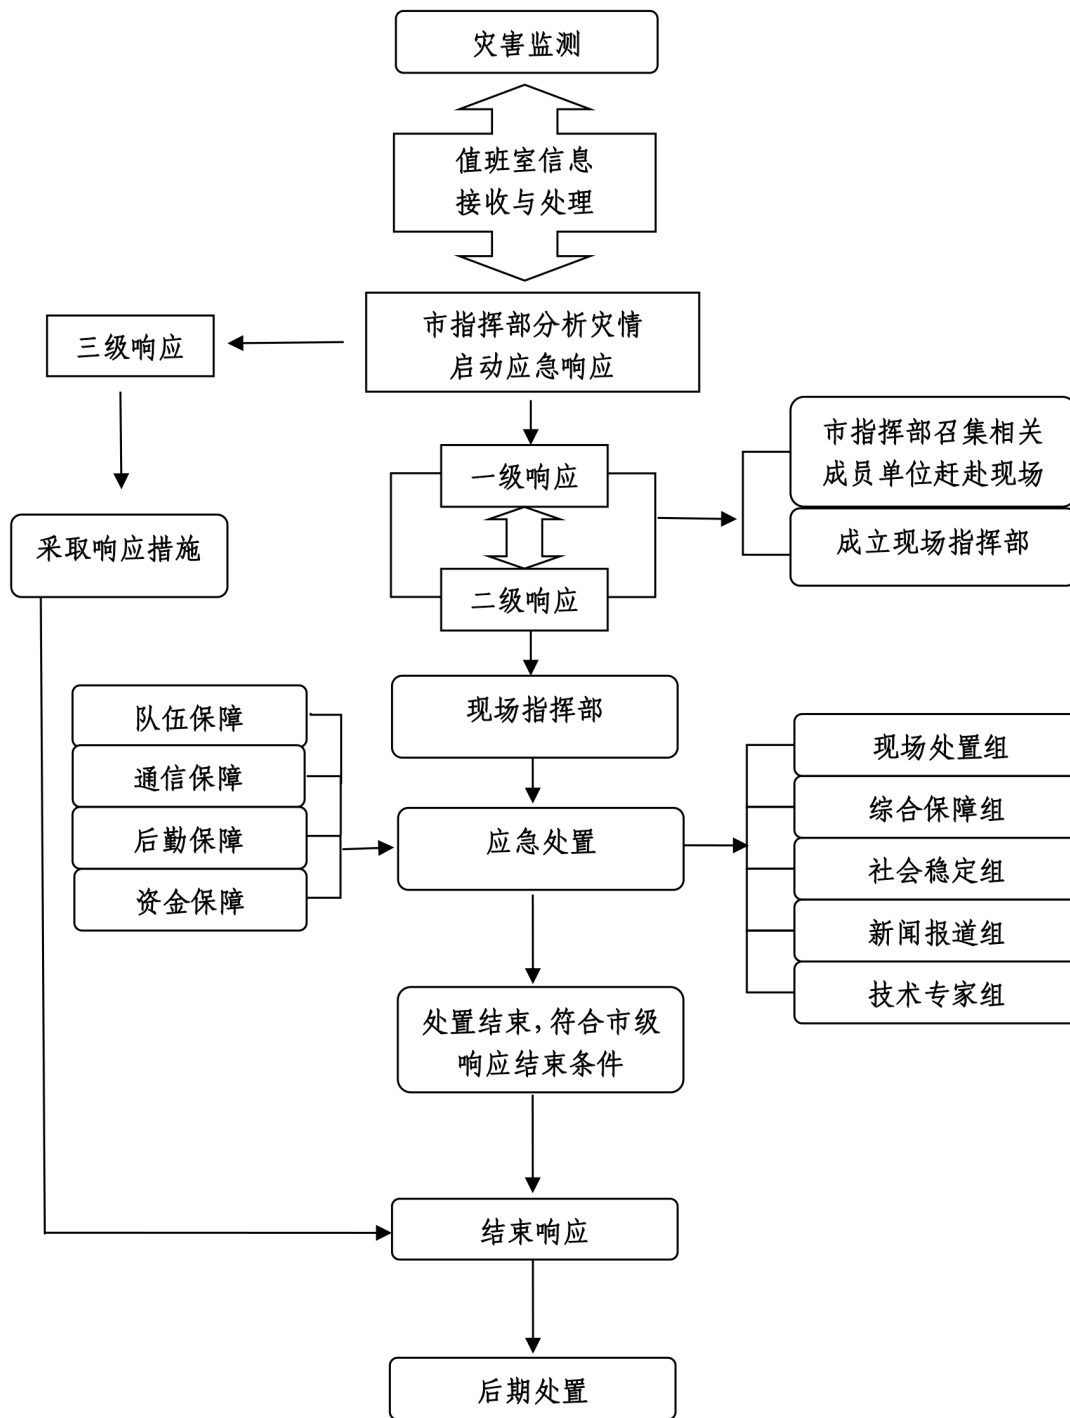 灾害监测
值班室信息
接收与处理
市指挥部分析灾情
启动应急响应
三级响应
一级响应
市指挥部召集相关
成员单位赶赴现场
采取响应措施
成立现场指挥部
二级响应
现场指挥部
队伍保障
通信保障
后勤保障
资金保障
应急处置
现场处置组
综合保障组
社会稳定组
新闻报道组
技术专家组
处置结束,符合市级
响应结束条件
结束响应
后期处置